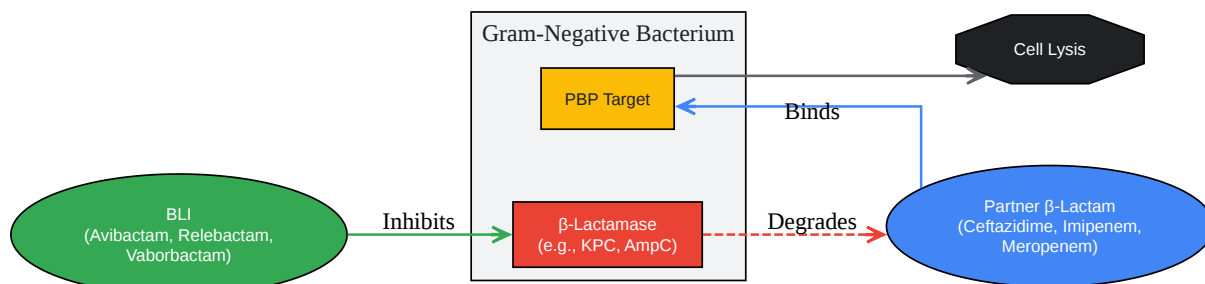 Gram-Negative Bacterium
Cell Lysis
PBP Target
Binds
BLI
(Avibactam, Relebactam,
Vaborbactam)
Inhibits
β-Lactamase
(e.g., KPC, AmpC)
Degrades
Partner β-Lactam
(Ceftazidime, Imipenem,
Meropenem)